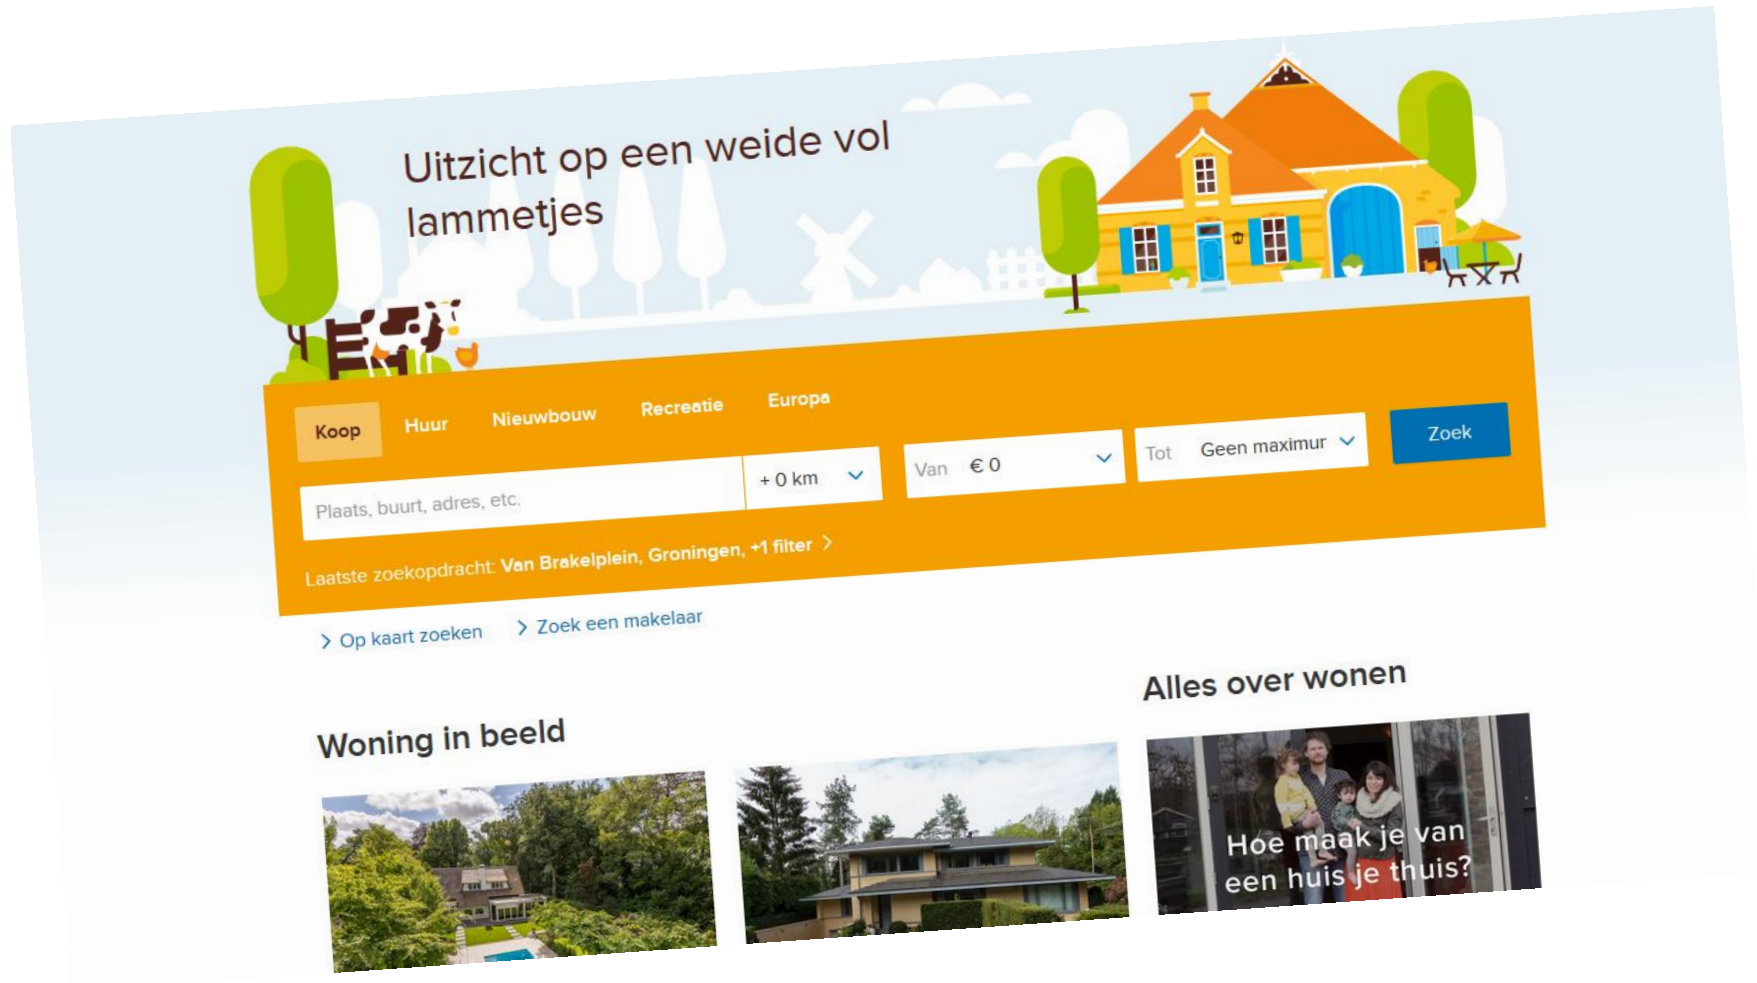 Uitzicht op een weide vol
lammetjes
Koop Huur Nieuwbouw Recreatie Europa
Plaats, buurt, adres, etc. + 0 km Van € 0 Tot Geen maximur Zoek
Laatste zoekopdracht: Van Brakelplein, Groningen, +1 filter
Op kaart zoeken Zoek een makelaar
Woning in beeld
Alles over wonen
Hoe maak je van
een huis je thuis?